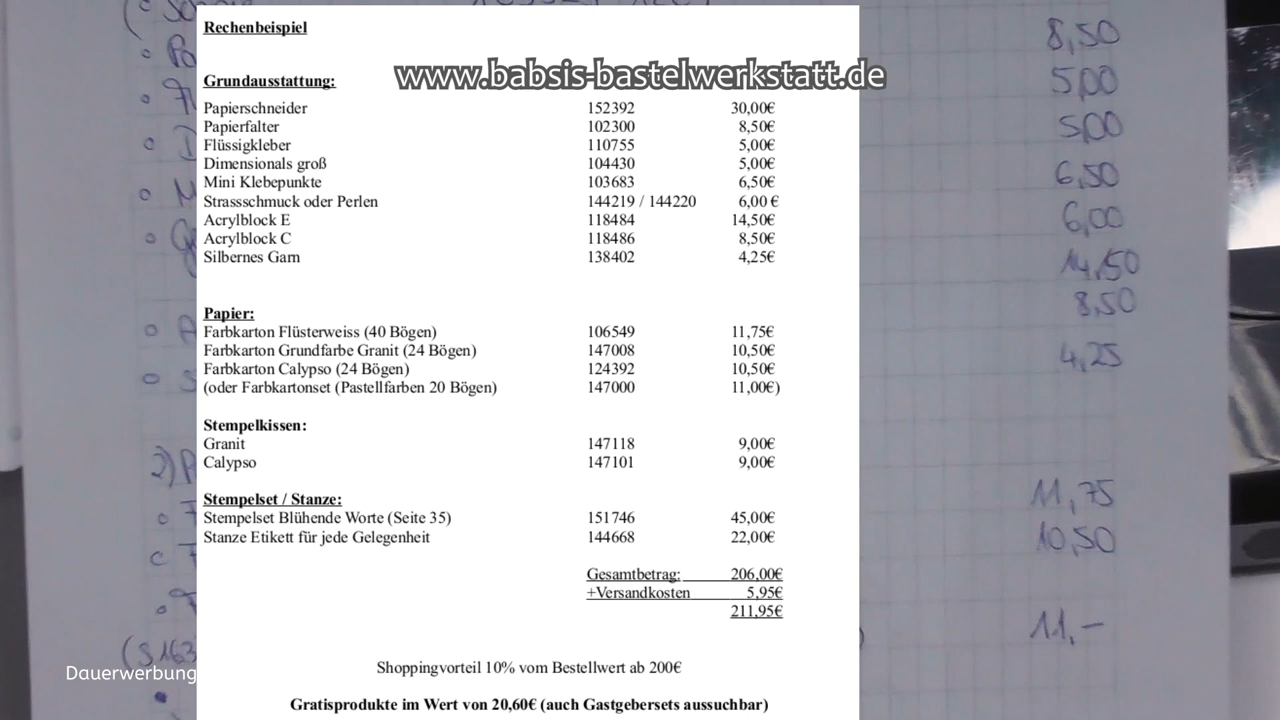 Rechenbeispiel
www.babsis-bastelwerkstatt.de
Grundausstattung:
Papierschneider 152392 30,00€
Papierfalter 102300 8,50€
Flüssigkleber 110755 5,00€
Dimensionals groß 104430 5,00€
Mini Klebepunkte 103683 6,50€
Strassschmuck oder Perlen 144219 / 144220 6,00 €
Acrylblock E 118484 14,50€
Acrylblock C 118486 8,50€
Silbernes Garn 138402 4,25€
Papier:
Farbkarton Flüsterweiss (40 Bögen) 106549 11,75€
Farbkarton Grundfarbe Granit (24 Bögen) 147008 10,50€
Farbkarton Calypso (24 Bögen) 124392 10,50€
(oder Farbkartonset (Pastellfarben 20 Bögen) 147000 11,00€)
Stempelkissen:
Granit 147118 9,00€
Calypso 147101 9,00€
Stempelset / Stanze:
Stempelset Blühende Worte (Seite 35) 151746 45,00€
Stanze Etikett für jede Gelegenheit 144668 22,00€
Gesamtbetrag: 206,00€
+Versandkosten 5,95€
211,95€
Shoppingvorteil 10% vom Bestellwert ab 200€
Gratisprodukte im Wert von 20,60€ (auch Gastgebersets aussuchbar)
8,50
5,00
5,00
6,50
6,00
14,50
8,50
4,25
2)
11,75
10,50
11,-
(S163
Dauerwerbung